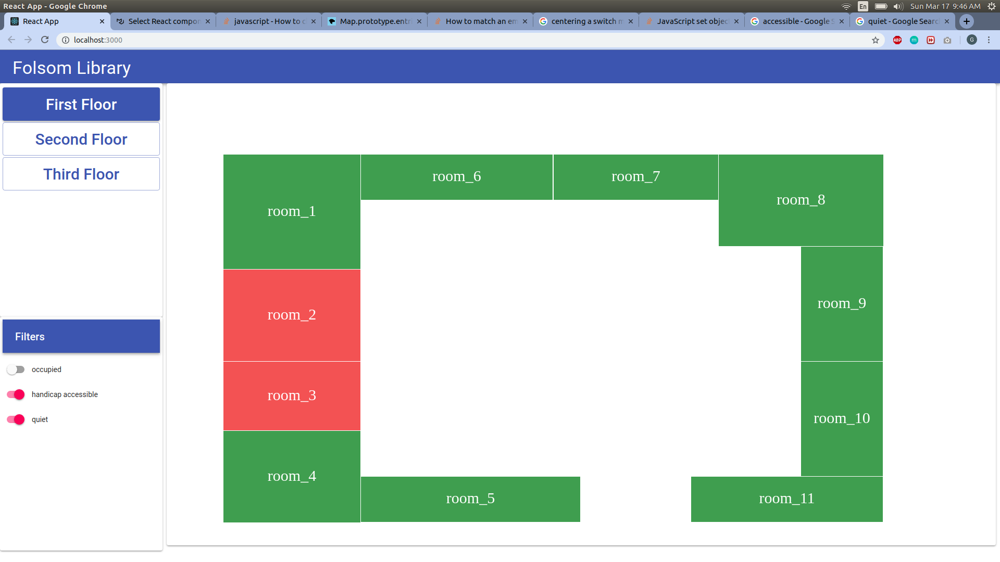 React App - Google Chrome
En
Sun Mar 17 9:46 AM
React App
Select React compon
javascript - How to c
Map.prototype.entri
How to match an em
centering a switch m
JavaScript set objec
accessible - Google S
quiet - Google Searc
localhost:3000
ABP
m
G
Folsom Library
First Floor
Second Floor
Third Floor
Filters
occupied
handicap accessible
quiet
room_6
room_7
room_8
room_1
room_9
room_2
room_3
room_10
room_4
room_5
room_11